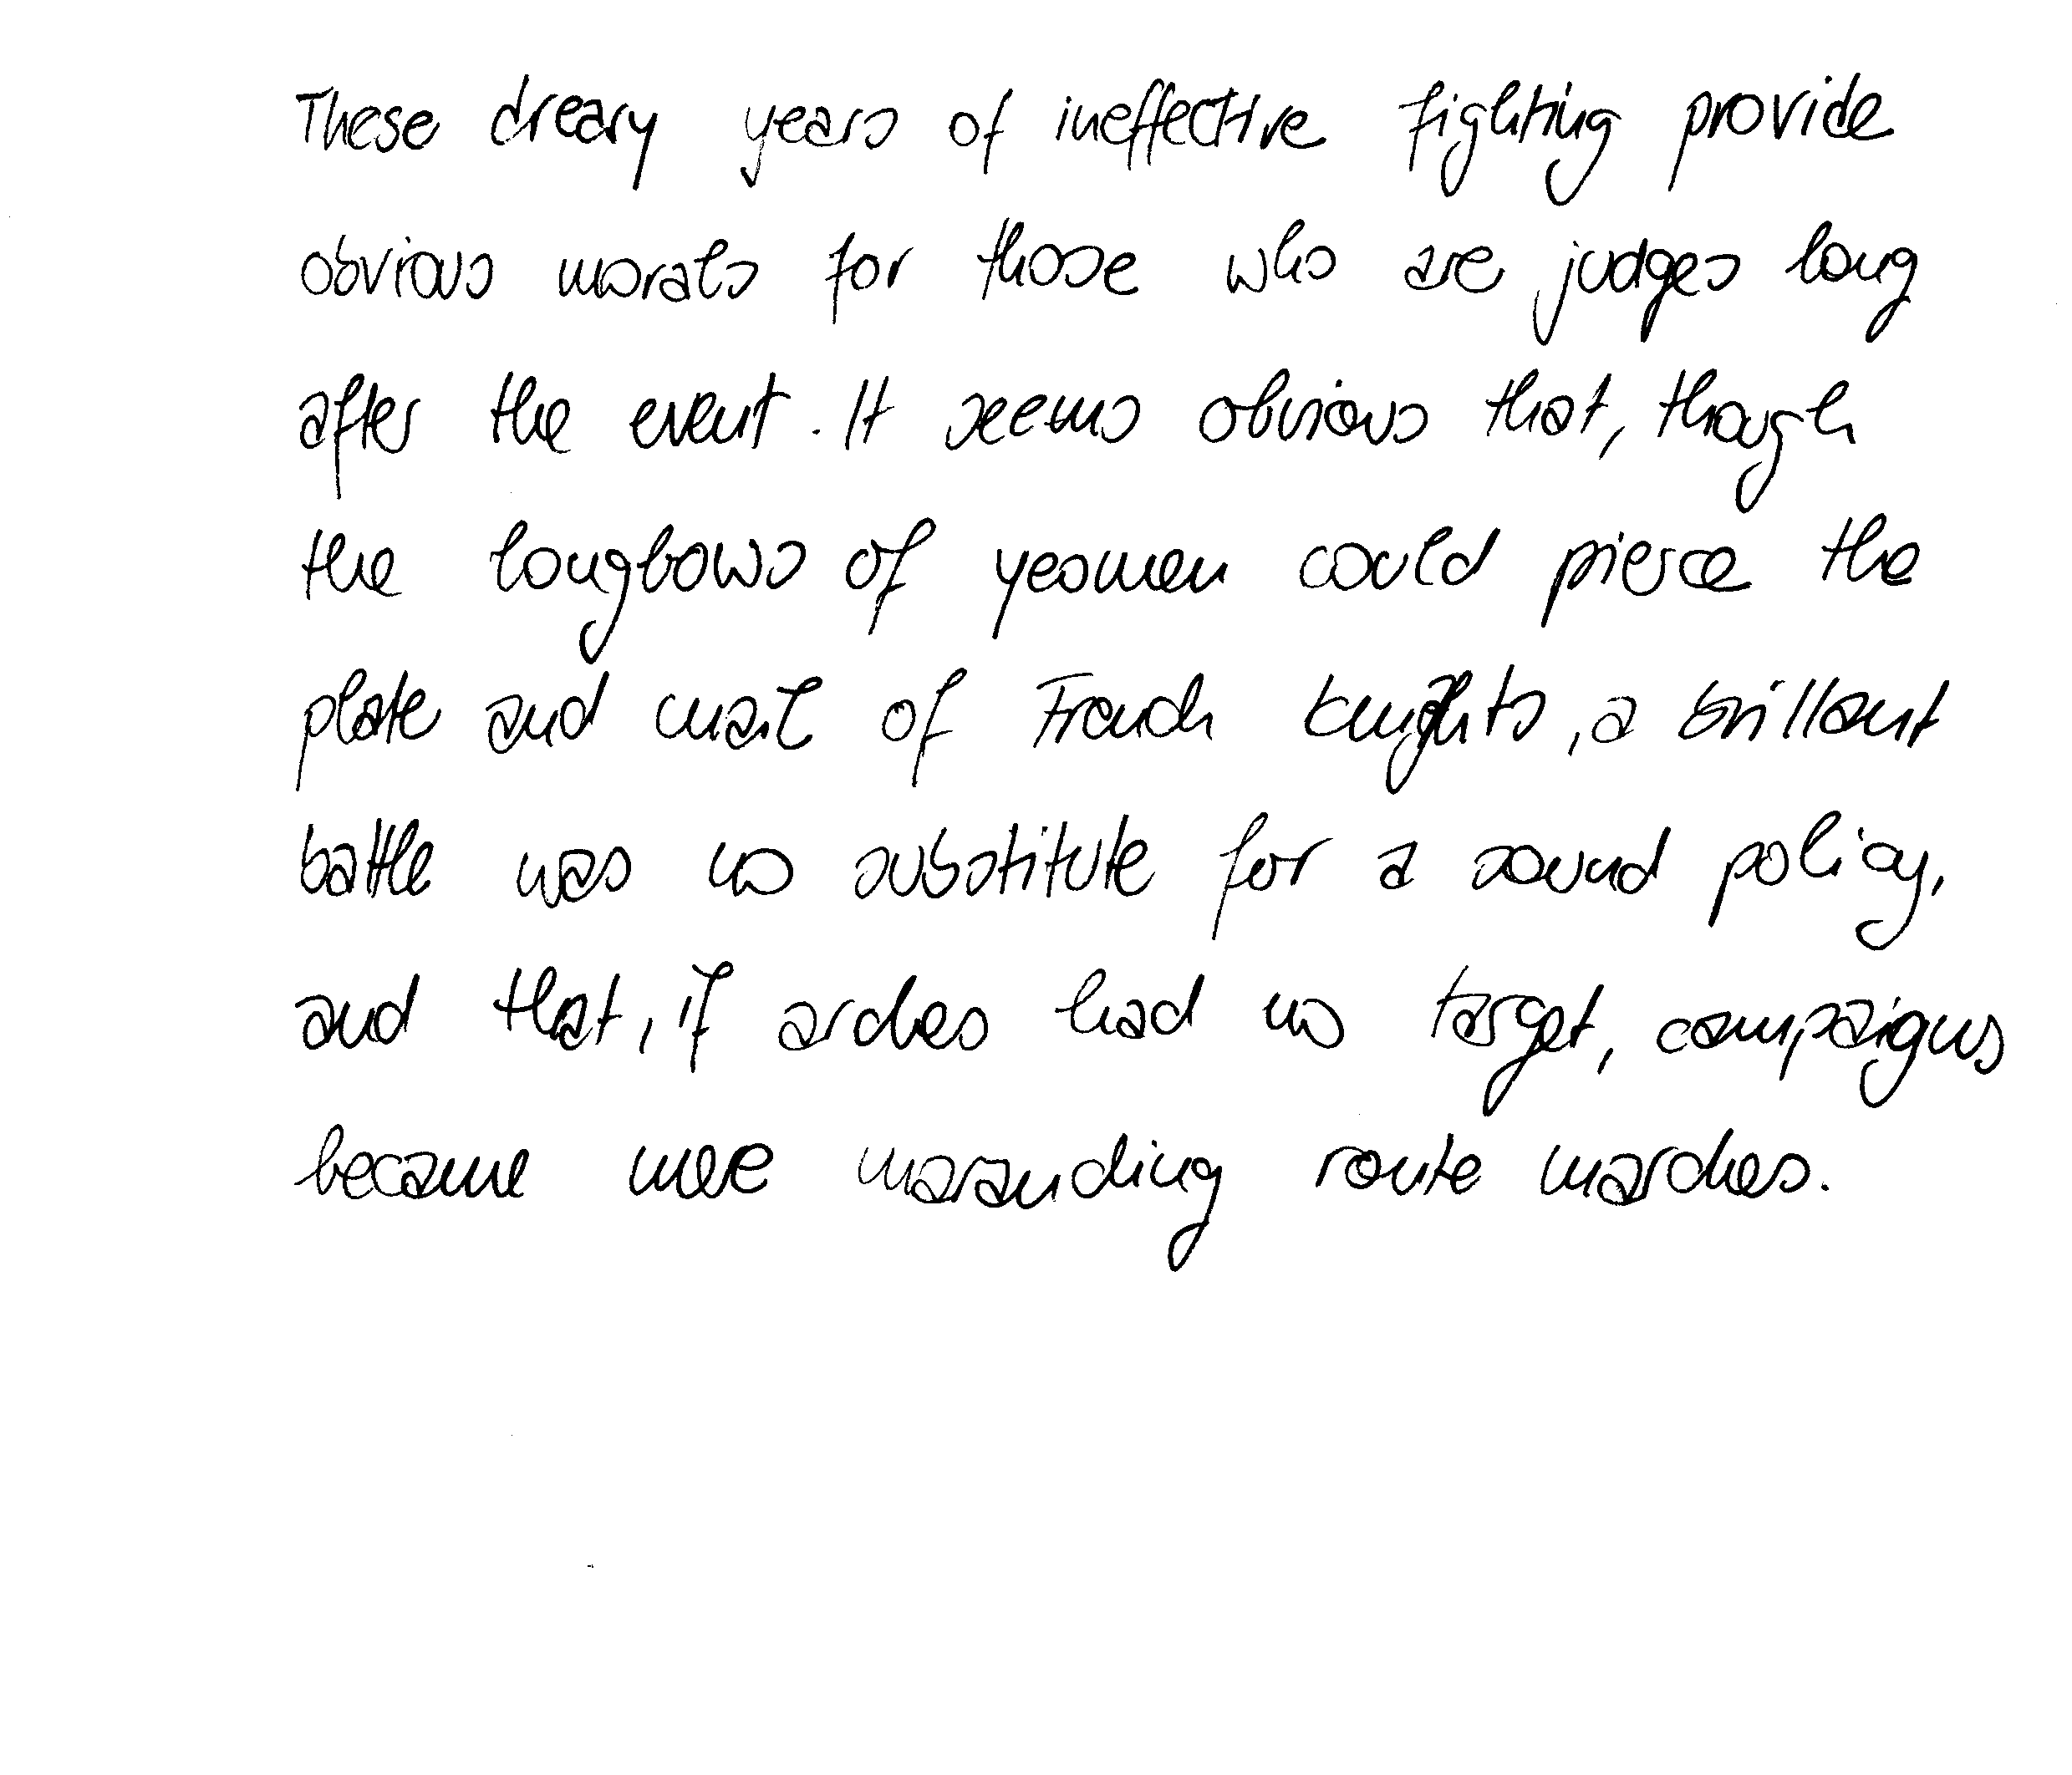 These dreary years of ineffective fighting provide
obvious morals for those who are judges long
after the event. It seems obvious that, though
the longbows of yeomen could pierce the
plate and mail of French knights, a brilliant
battle was no substitute for a sound policy,
and that, if archers had no target, campaigns
became mere marauding route marches.